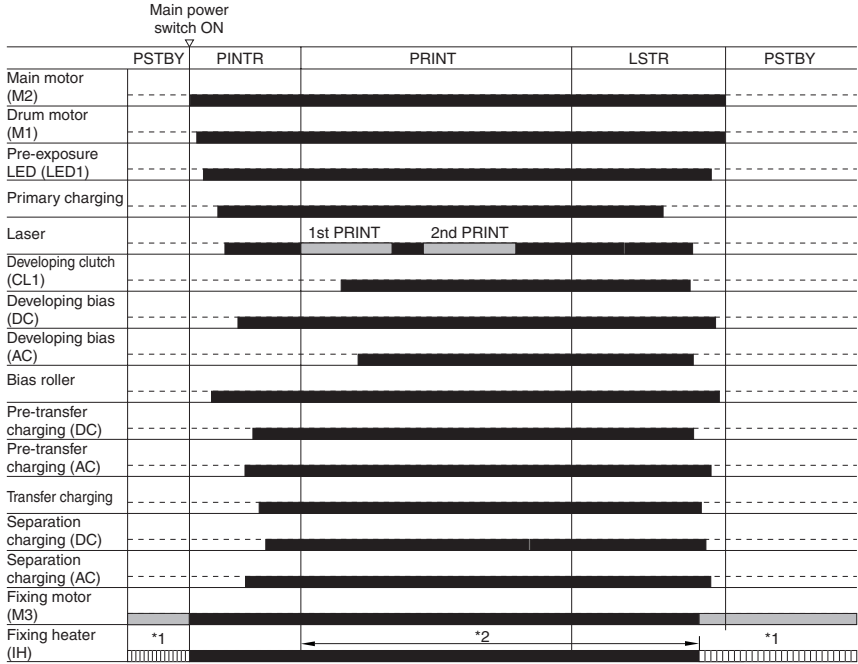 Main power
switch ON
PSTBY PINTR PRINT LSTR PSTBY
Main motor
(M2)
Drum motor
(M1)
Pre-exposure
LED (LED1)
Primary charging
Laser
1st PRINT 2nd PRINT
Developing clutch
(CL1)
Developing bias
(DC)
Developing bias
(AC)
Bias roller
Pre-transfer
charging (DC)
Pre-transfer
charging (AC)
Transfer charging
Separation
charging (DC)
Separation
charging (AC)
Fixing motor
(M3)
Fixing heater
(IH)
*1 *2 *1